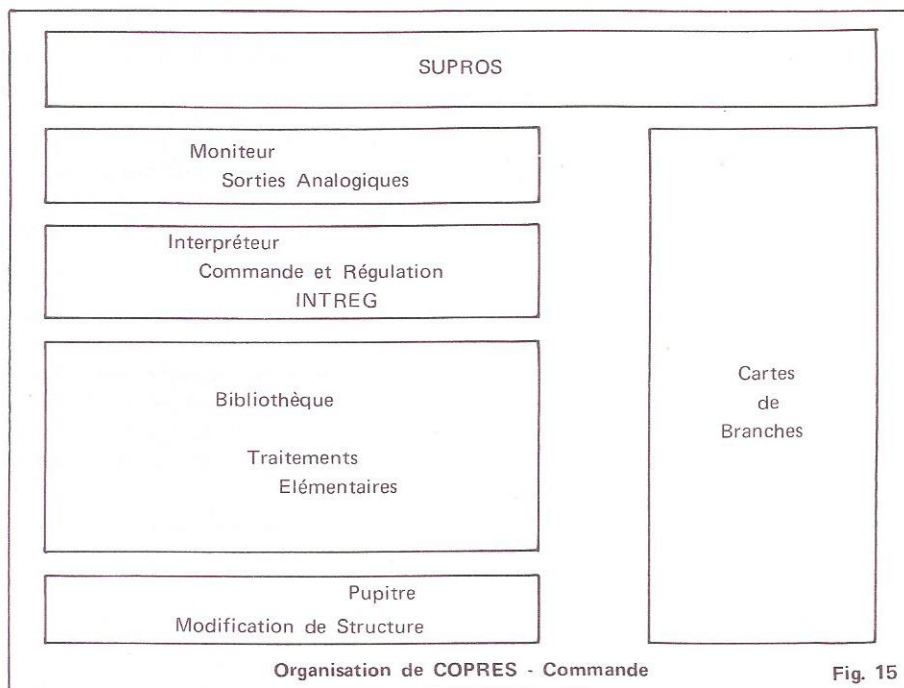 SUPROS
Moniteur
Sorties Analogiques
Interpréteur
Commande et Régulation
INTREG
Bibliothèque
Traitements
Elémentaires
Pupitre
Modification de Structure
Cartes
de
Branches
Organisation de COPRES - Commande
Fig. 15